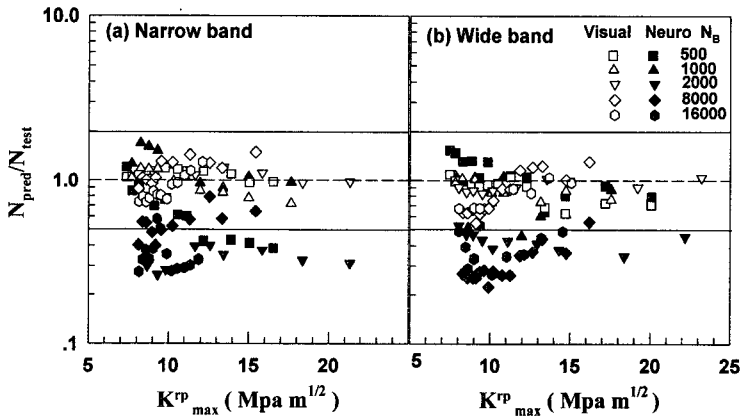 10.0
1.0
.1
N_pred/N_test
(a) Narrow band
5 10 15 20
K^rp_max ( Mpa m^1/2 )
(b) Wide band
Visual Neuro N_B
500
1000
2000
8000
16000
5 10 15 20 25
K^rp_max ( Mpa m^1/2 )